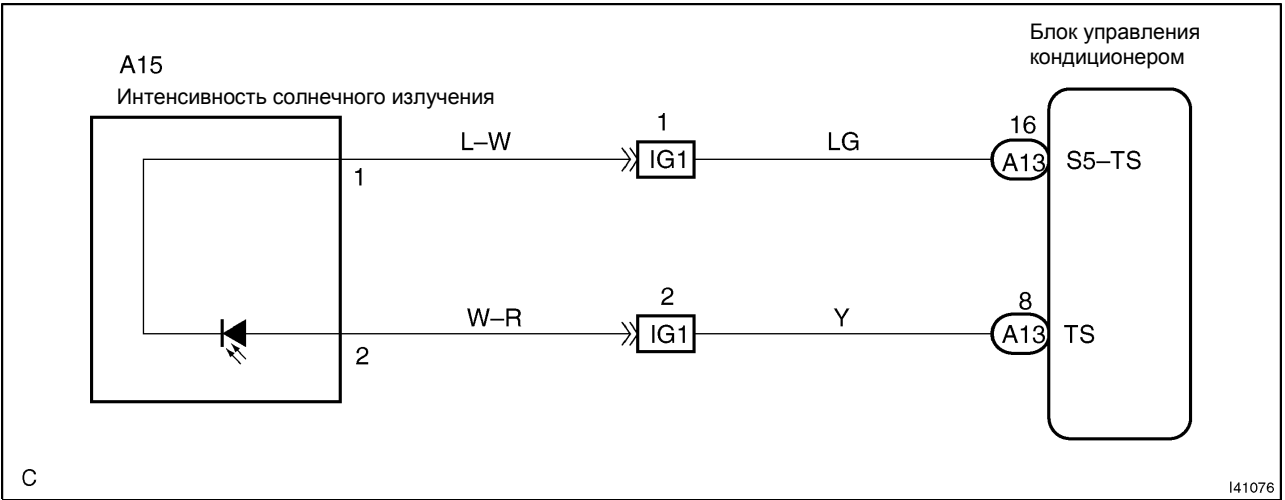 Блок управления
кондиционером
A15
Интенсивность солнечного излучения
L–W
1
LG
16
1
IG1
A13
S5–TS
W–R
2
Y
8
2
IG1
A13
TS
C
I41076